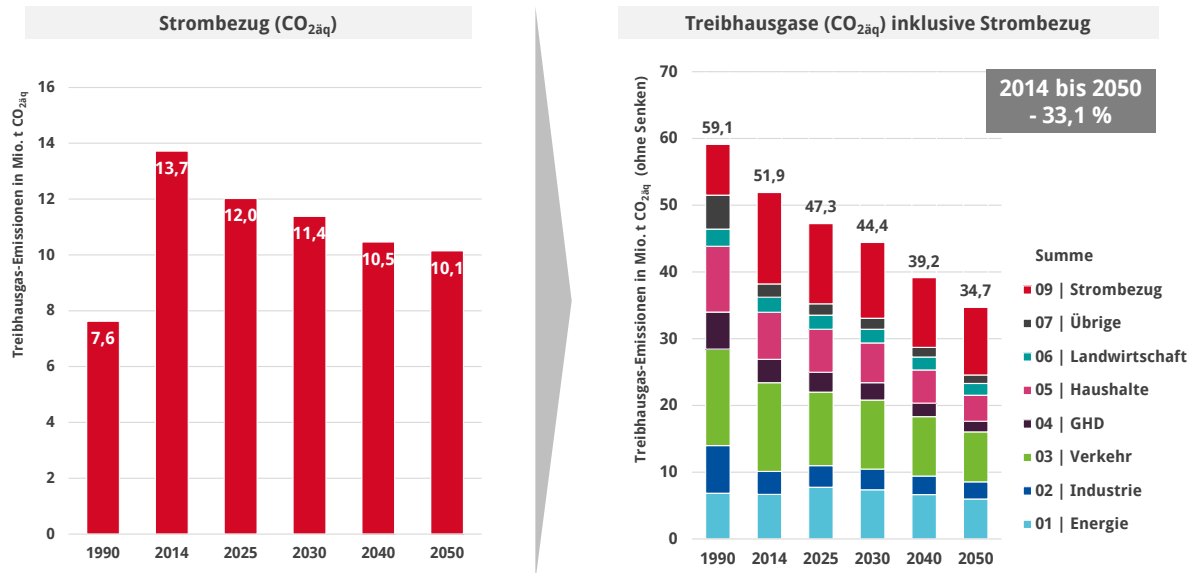 Strombezug (CO2äq)
Treibhausgas-Emissionen in Mio. t CO2äq
16
14
12
10
8
6
4
2
0
7,6
13,7
12,0
11,4
10,5
10,1
1990 2014 2025 2030 2040 2050
Treibhausgase (CO2äq) inklusive Strombezug
2014 bis 2050
- 33,1 %
Treibhausgas-Emissionen in Mio. t CO2äq (ohne Senken)
70
60
50
40
30
20
10
0
59,1
51,9
47,3
44,4
39,2
34,7
1990 2014 2025 2030 2040 2050
Summe
09 | Strombezug
07 | Übrige
06 | Landwirtschaft
05 | Haushalte
04 | GHD
03 | Verkehr
02 | Industrie
01 | Energie